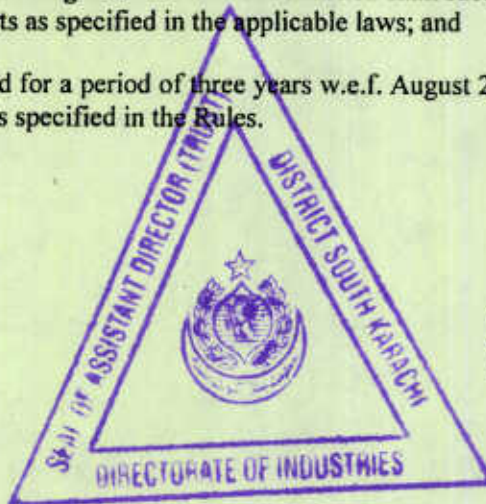 ts as specified in the applicable laws; and
d for a period of three years w.e.f. August 2
s specified in the Rules.
SEAL OF ASSISTANT DIRECTOR (TRUST)
DISTRICT SOUTH KARACHI
DIRECTORATE OF INDUSTRIES